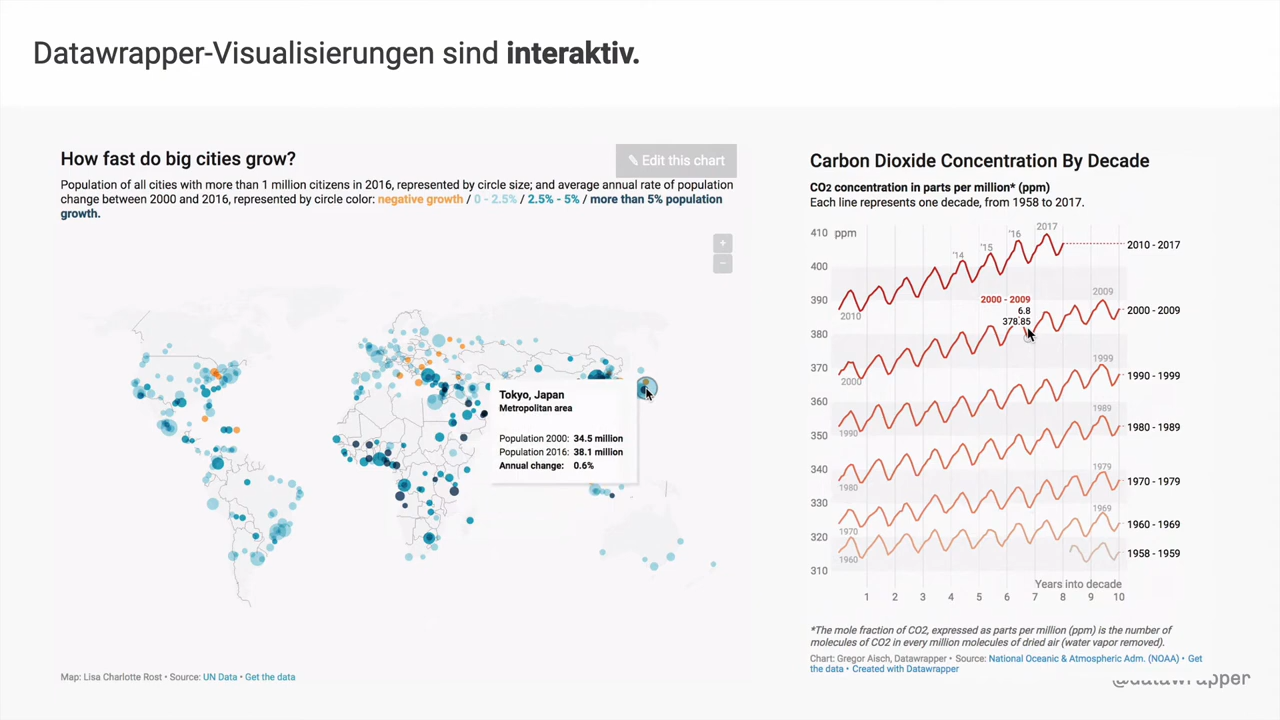 Datawrapper-Visualisierungen sind interaktiv.
How fast do big cities grow?
✎ Edit this chart
Population of all cities with more than 1 million citizens in 2016, represented by circle size; and average annual rate of population
change between 2000 and 2016, represented by circle color: negative growth / 0 - 2.5% / 2.5% - 5% / more than 5% population
growth.
+
−
Tokyo, Japan
Metropolitan area
Population 2000: 34.5 million
Population 2016: 38.1 million
Annual change: 0.6%
Map: Lisa Charlotte Rost • Source: UN Data • Get the data
Carbon Dioxide Concentration By Decade
CO2 concentration in parts per million* (ppm)
Each line represents one decade, from 1958 to 2017.
410 ppm
400
390
380
370
360
350
340
330
320
310
'14
'15
'16
2017
2010
2010 - 2017
2000 - 2009
6.8
378.85
2009
2000 - 2009
2000
1999
1990 - 1999
1990
1989
1980 - 1989
1980
1979
1970 - 1979
1970
1969
1960 - 1969
1960
1958 - 1959
Years into decade
1 2 3 4 5 6 7 8 9 10
*The mole fraction of CO2, expressed as parts per million (ppm) is the number of
molecules of CO2 in every million molecules of dried air (water vapor removed).
Chart: Gregor Aisch, Datawrapper • Source: National Oceanic & Atmospheric Adm. (NOAA) • Get
the data • Created with Datawrapper
@datawrapper